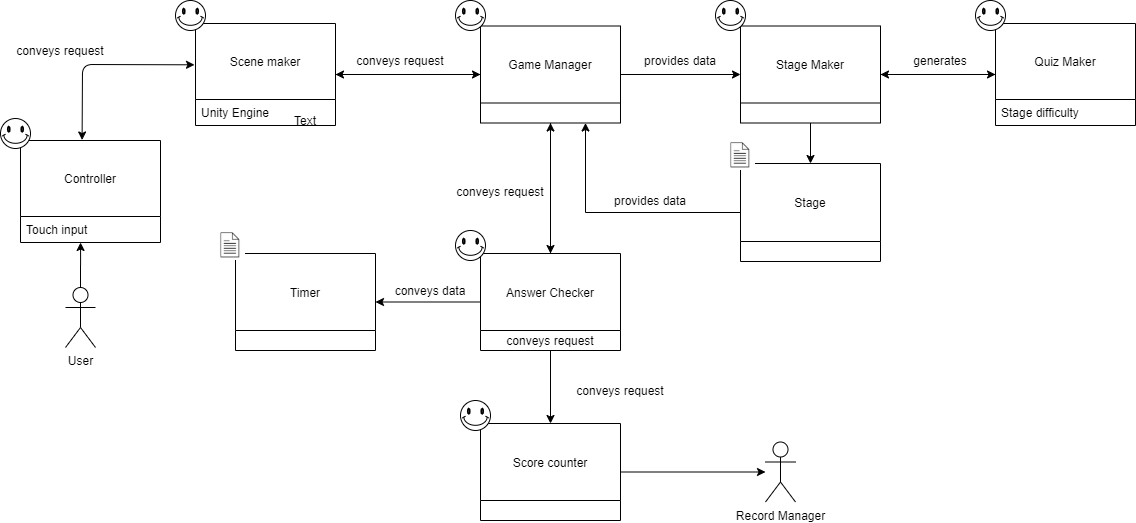 conveys request
Scene maker
Unity Engine
Text
conveys request
Game Manager
provides data
Stage Maker
generates
Quiz Maker
Stage difficulty
Controller
Touch input
User
conveys request
provides data
Stage
Timer
conveys data
Answer Checker
conveys request
conveys request
Score counter
Record Manager